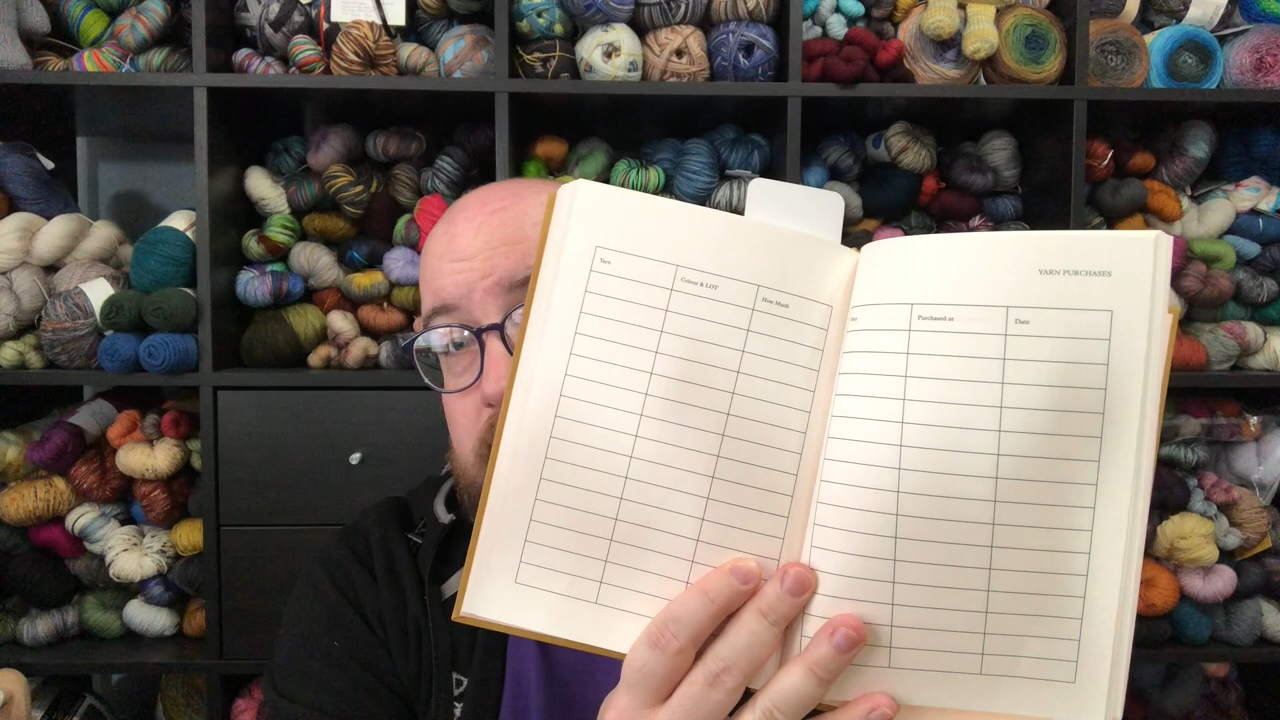 YARN PURCHASES
Yarn
Colour & LOT
How Much
Purchased at
Date